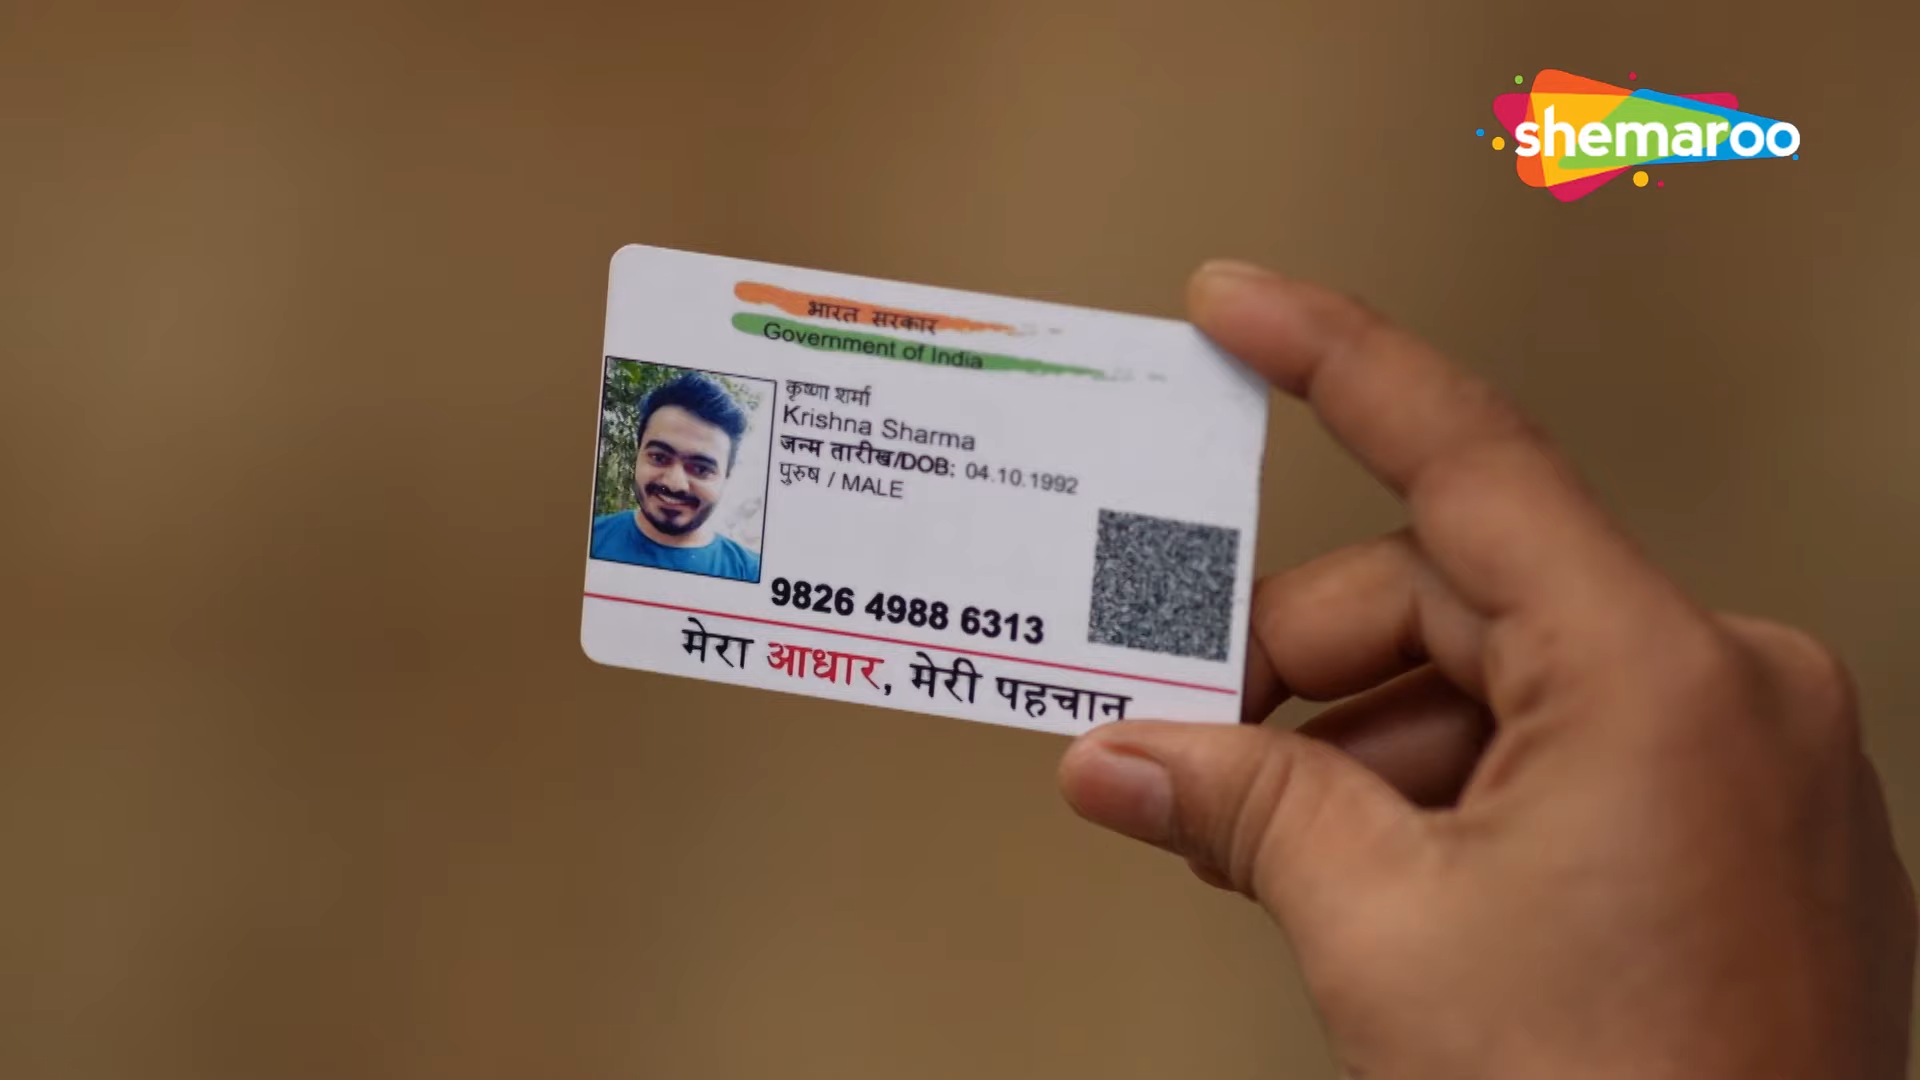 shemaroo
भारत सरकार
Government of India
कृष्णा शर्मा
Krishna Sharma
जन्म तारीख/DOB: 04.10.1992
पुरुष / MALE
9826 4988 6313
मेरा आधार, मेरी पहचान